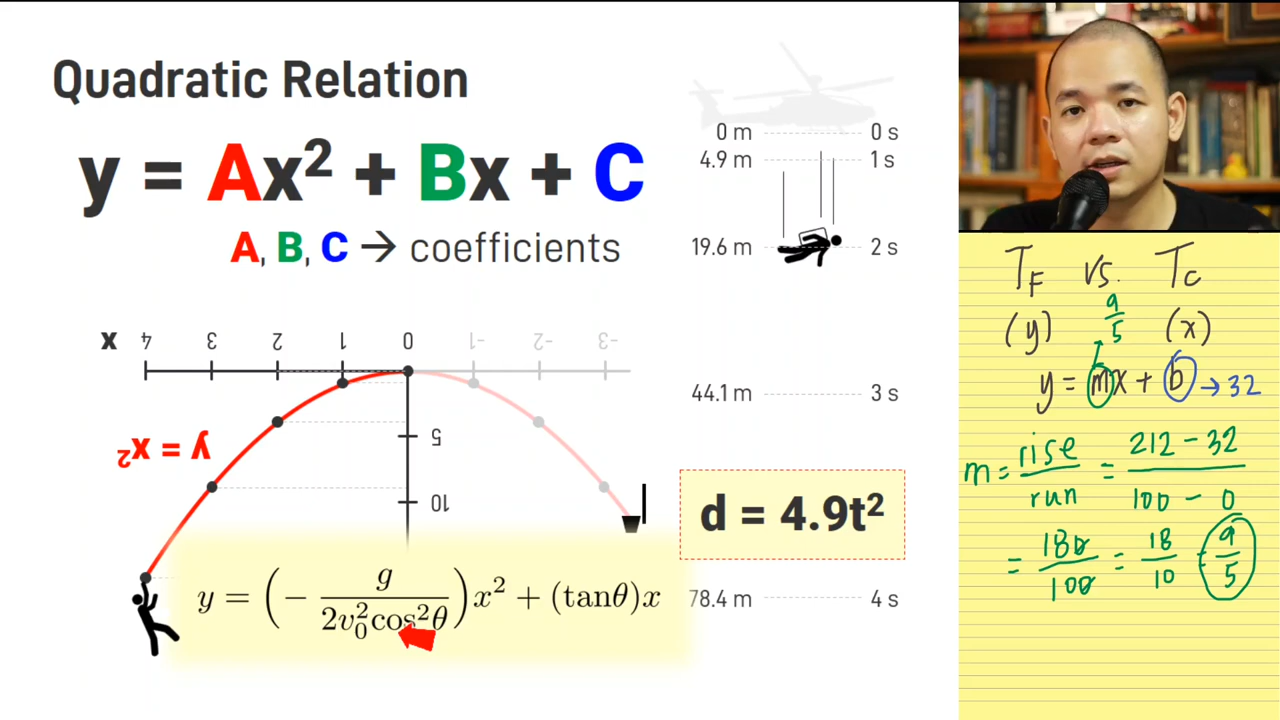 Quadratic Relation
y = Ax² + Bx + C
A, B, C → coefficients
x 4 3 2 1 0 -1 -2 -3
5
10
y = x²
y = (− g / 2v₀²cos²θ)x² + (tanθ)x
0 m 0 s
4.9 m 1 s
19.6 m 2 s
44.1 m 3 s
d = 4.9t²
78.4 m 4 s
T_F vs. T_C
(y) 9/5 (x)
y = mx + b → 32
m = rise/run = 212 − 32 / 100 − 0
= 180/100 = 18/10 = 9/5